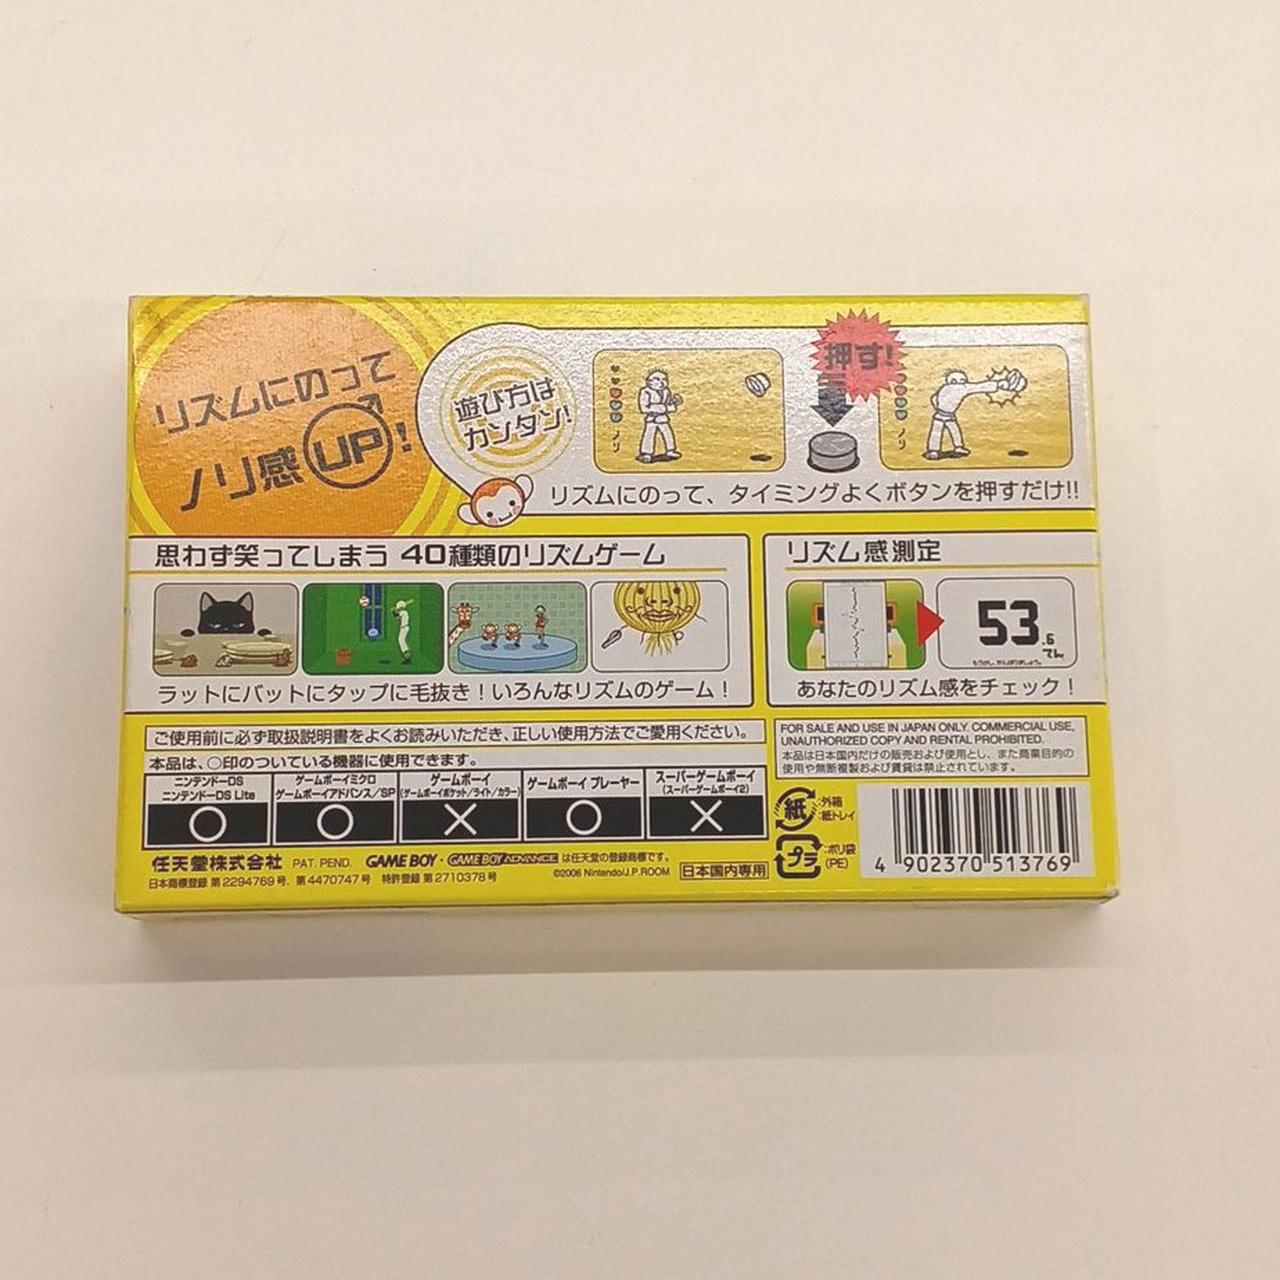 リズムにのって
ノリ感UP!
遊び方は
カンタン!
ノリ
押す!
ノリ
リズムにのって、タイミングよくボタンを押すだけ!!
思わず笑ってしまう 40種類のリズムゲーム
ラットにバットにタップに毛抜き!いろんなリズムのゲーム!
リズム感測定
53.6
てん
あなたのリズム感をチェック!
ご使用前に必ず取扱説明書をよくお読みいただき、正しい使用方法でご愛用ください。
本品は、○印のついている機器に使用できます。
ニンテンドーDS
ニンテンドーDS Lite
○
ゲームボーイミクロ
ゲームボーイアドバンス/SP
○
ゲームボーイ
(ゲームボーイポケット/ライト/カラー)
×
ゲームボーイ プレーヤー
○
スーパーゲームボーイ
(スーパーゲームボーイ2)
×
任天堂株式会社 PAT. PEND. GAME BOY・GAME BOY ADVANCE は任天堂の登録商標です。
日本商標登録 第2294769号、第4470747号 特許登録 第2710378号
©2006 Nintendo/J.P.ROOM
日本国内専用
FOR SALE AND USE IN JAPAN ONLY. COMMERCIAL USE,
UNAUTHORIZED COPY AND RENTAL PROHIBITED.
本品は日本国内だけの販売および使用とし、また商業目的の
使用や無断複製および賃貸は禁止されています。
紙
:外箱
:紙トレイ
プラ
:ポリ袋
(PE)
4 902370 513769